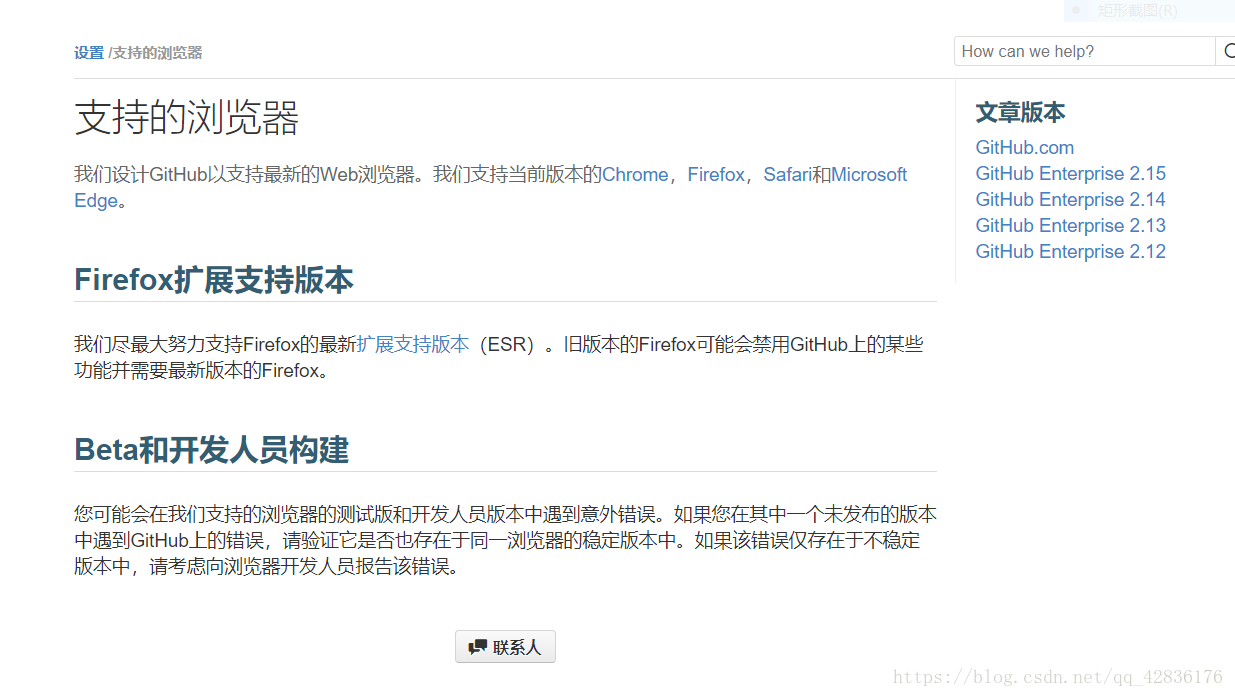 矩形截图(R)
设置 /支持的浏览器
How can we help?
支持的浏览器
我们设计GitHub以支持最新的Web浏览器。我们支持当前版本的Chrome，Firefox，Safari和Microsoft
Edge。
Firefox扩展支持版本
我们尽最大努力支持Firefox的最新扩展支持版本（ESR）。旧版本的Firefox可能会禁用GitHub上的某些
功能并需要最新版本的Firefox。
Beta和开发人员构建
您可能会在我们支持的浏览器的测试版和开发人员版本中遇到意外错误。如果您在其中一个未发布的版本
中遇到GitHub上的错误，请验证它是否也存在于同一浏览器的稳定版本中。如果该错误仅存在于不稳定
版本中，请考虑向浏览器开发人员报告该错误。
联系人
文章版本
GitHub.com
GitHub Enterprise 2.15
GitHub Enterprise 2.14
GitHub Enterprise 2.13
GitHub Enterprise 2.12
https://blog.csdn.net/qq_42836176